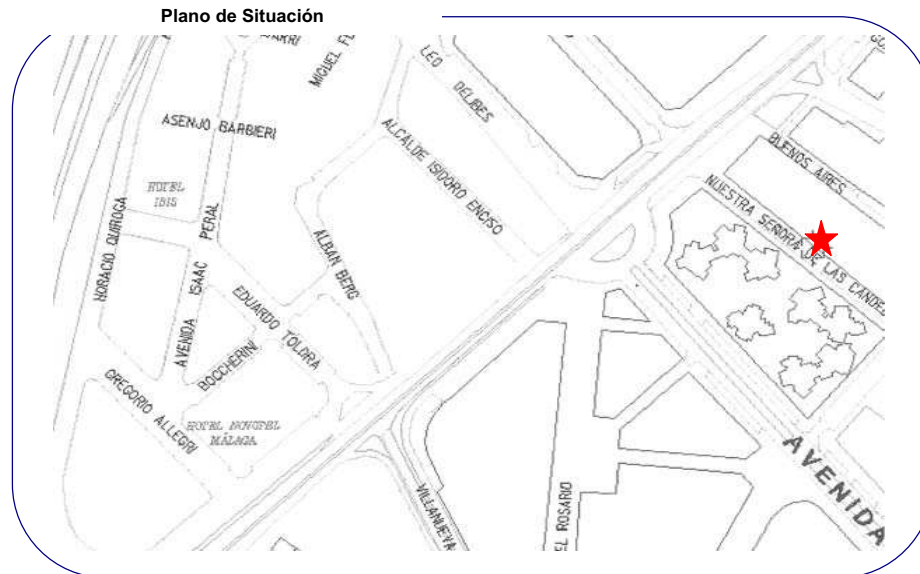 Plano de Situación
MIGUEL
LEO DELIBES
ASENJO BARBIERI
ALCALDE ISIDORO ENCISO
BUENOS AIRES
NUESTRA SEÑORA DE LAS CANDE
HOTEL
HORACIO QUIROGA
AVENIDA ISAAC PERAL
ALBAN BERG
EDUARDO TOLDRA
BOCCHERINI
GREGORIO ALLEGRI
HOTEL NOVOTEL
MÁLAGA
VILLANUEVA
EL ROSARIO
AVENIDA